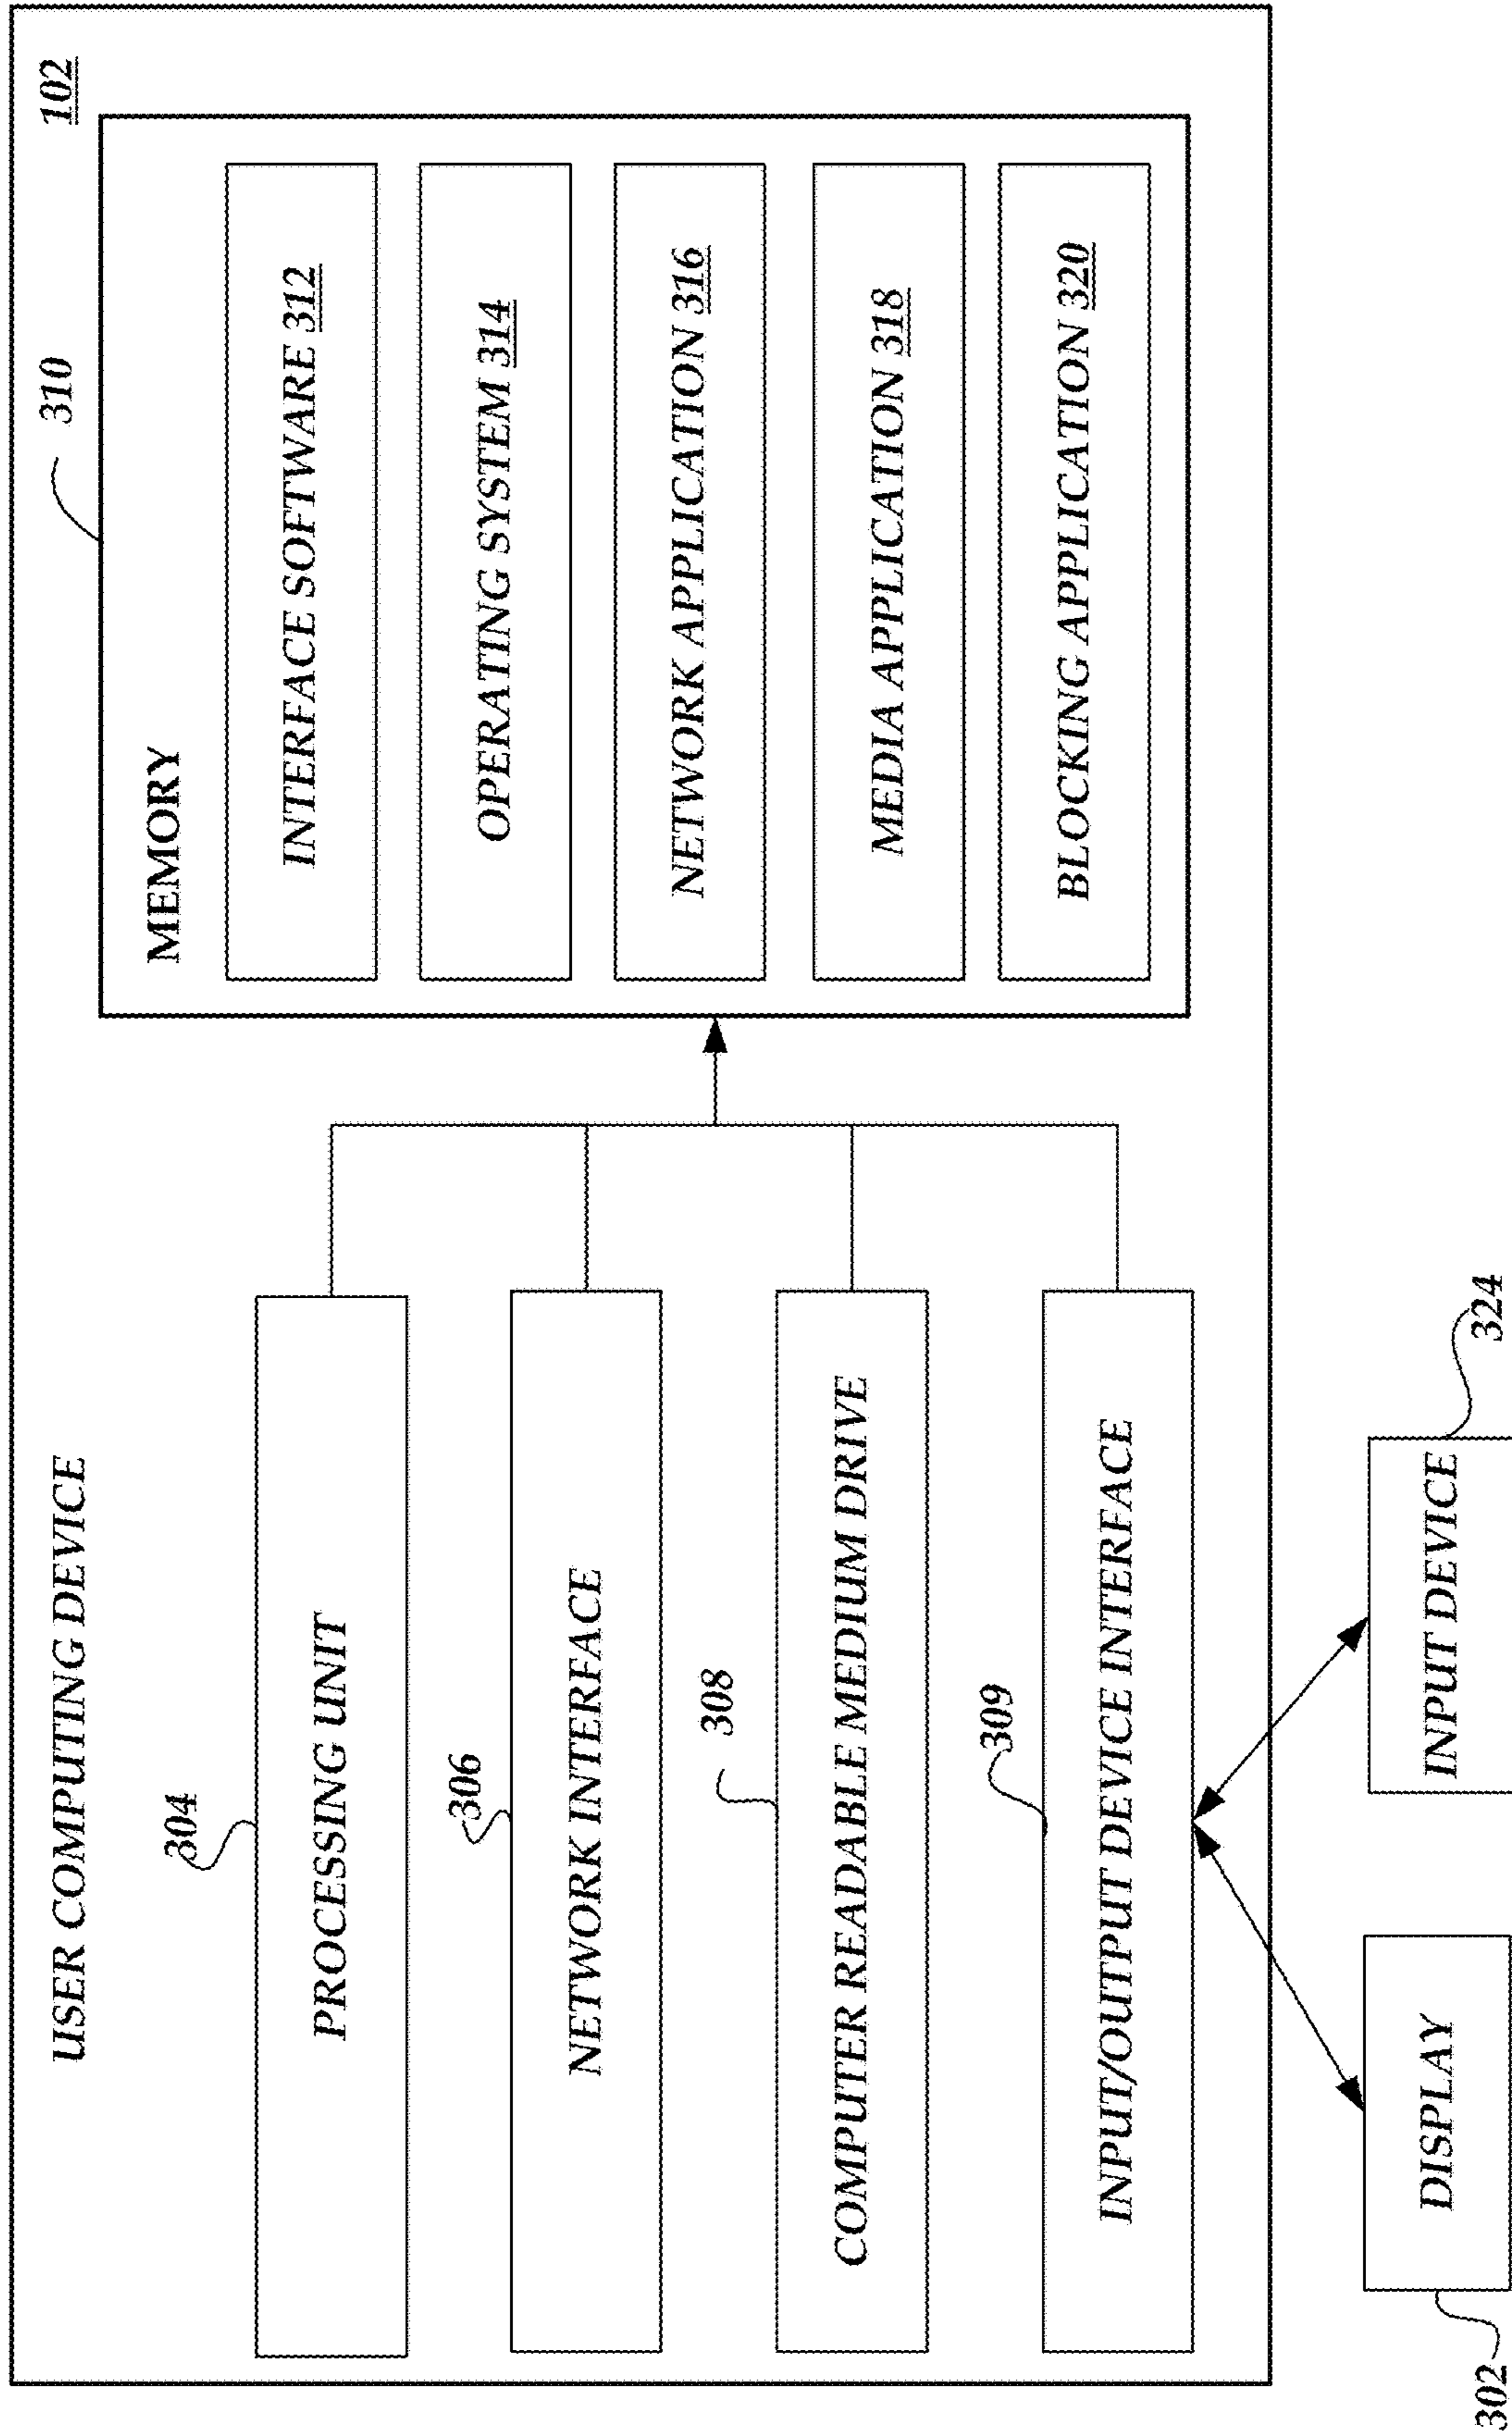 USER COMPUTING DEVICE
102
310
MEMORY
304
PROCESSING UNIT
306
NETWORK INTERFACE
308
COMPUTER READABLE MEDIUM DRIVE
309
INPUT/OUTPUT DEVICE INTERFACE
INTERFACE SOFTWARE 312
OPERATING SYSTEM 314
NETWORK APPLICATION 316
MEDIA APPLICATION 318
BLOCKING APPLICATION 320
302
DISPLAY
INPUT DEVICE
324